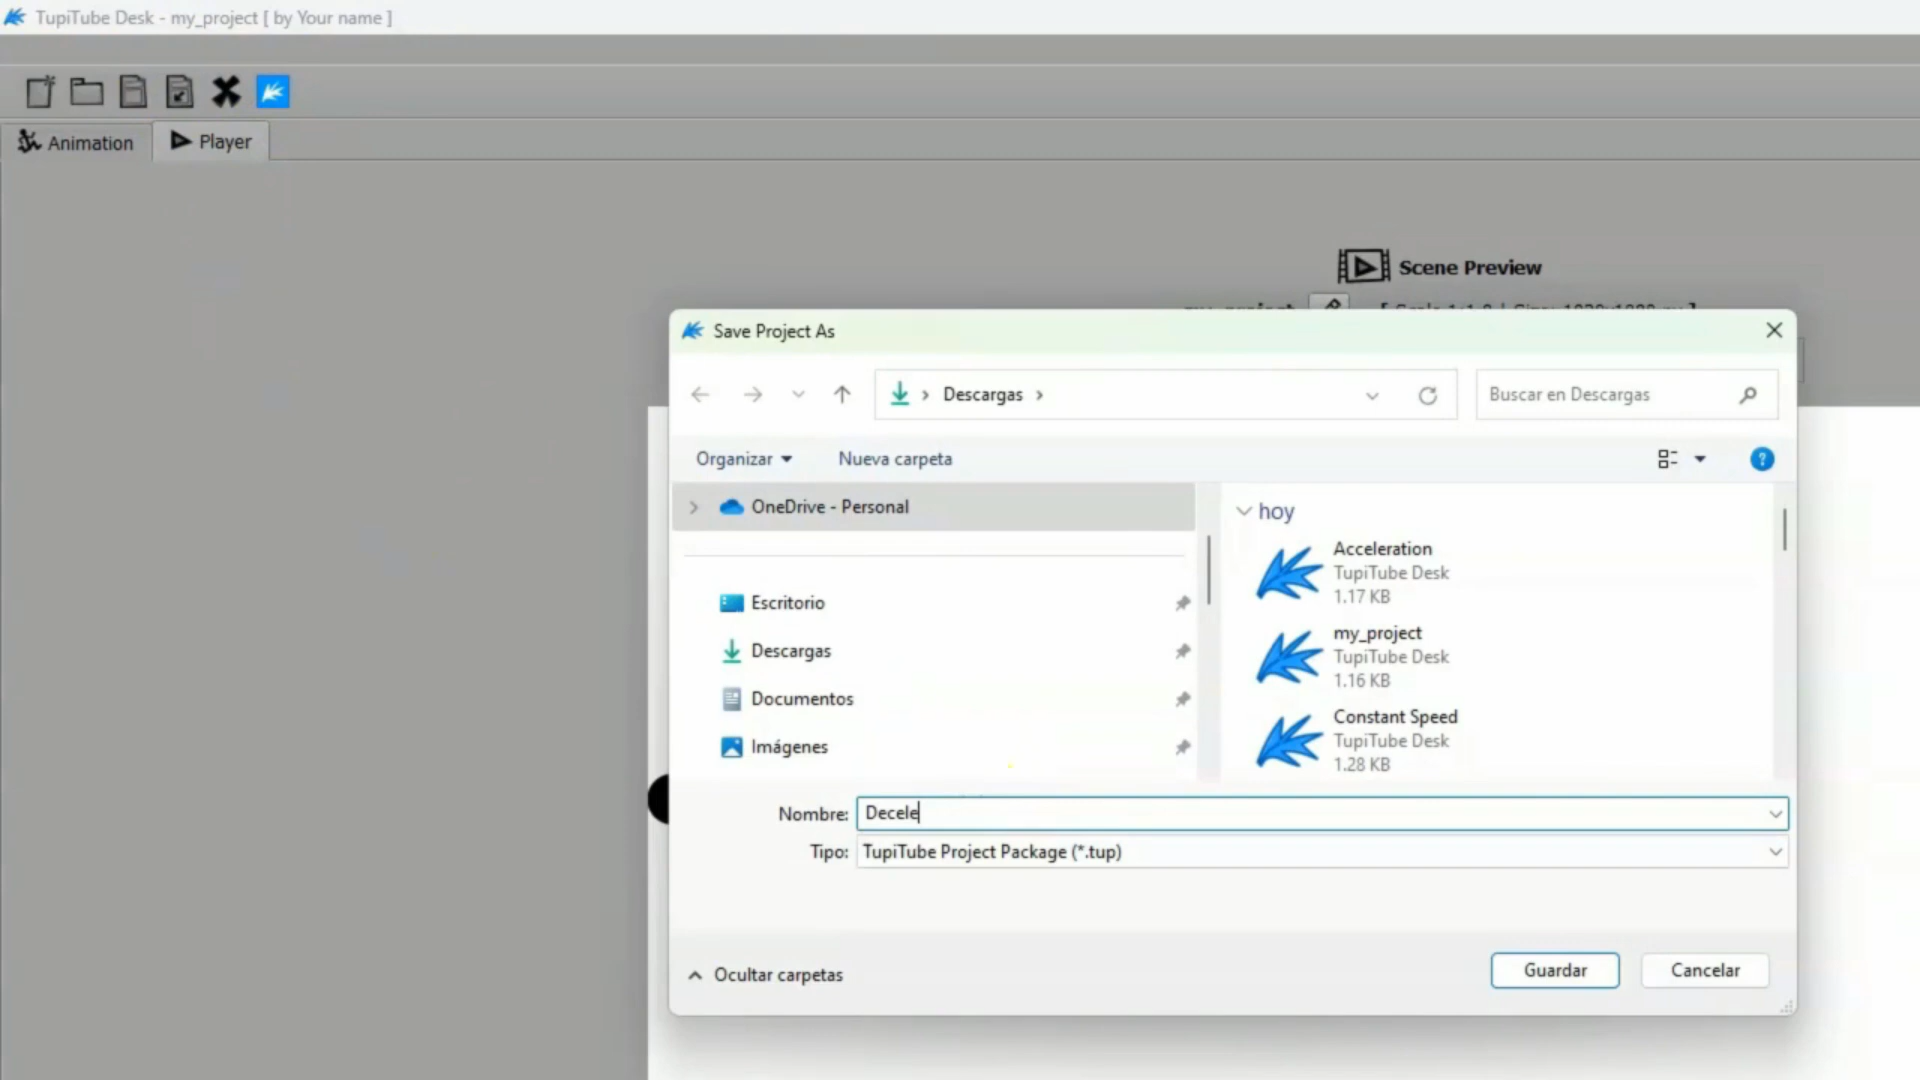 TupiTube Desk - my_project [ by Your name ]
Animation
Player
Scene Preview
Save Project As
Descargas
Buscar en Descargas
Organizar
Nueva carpeta
OneDrive - Personal
Escritorio
Descargas
Documentos
Imágenes
hoy
Acceleration
TupiTube Desk
1.17 KB
my_project
TupiTube Desk
1.16 KB
Constant Speed
TupiTube Desk
1.28 KB
Nombre: Decele
Tipo: TupiTube Project Package (*.tup)
Ocultar carpetas
Guardar
Cancelar